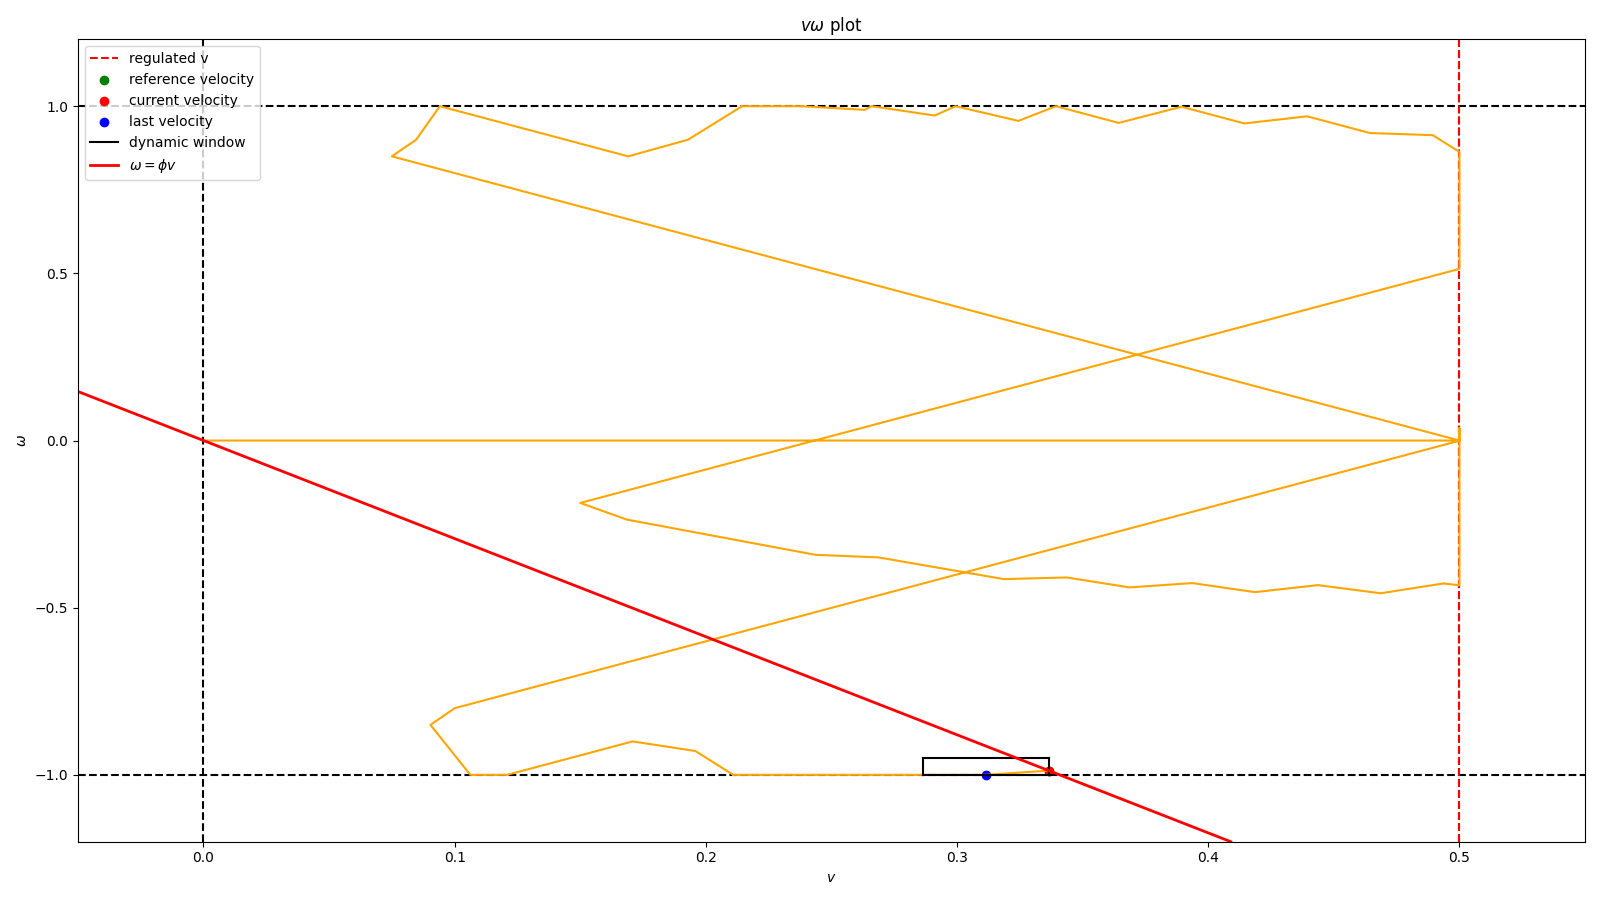 vω plot
regulated v
reference velocity
current velocity
last velocity
dynamic window
ω = ϕv
1.0
0.5
0.0
−0.5
−1.0
ω
0.0 0.1 0.2 0.3 0.4 0.5
v